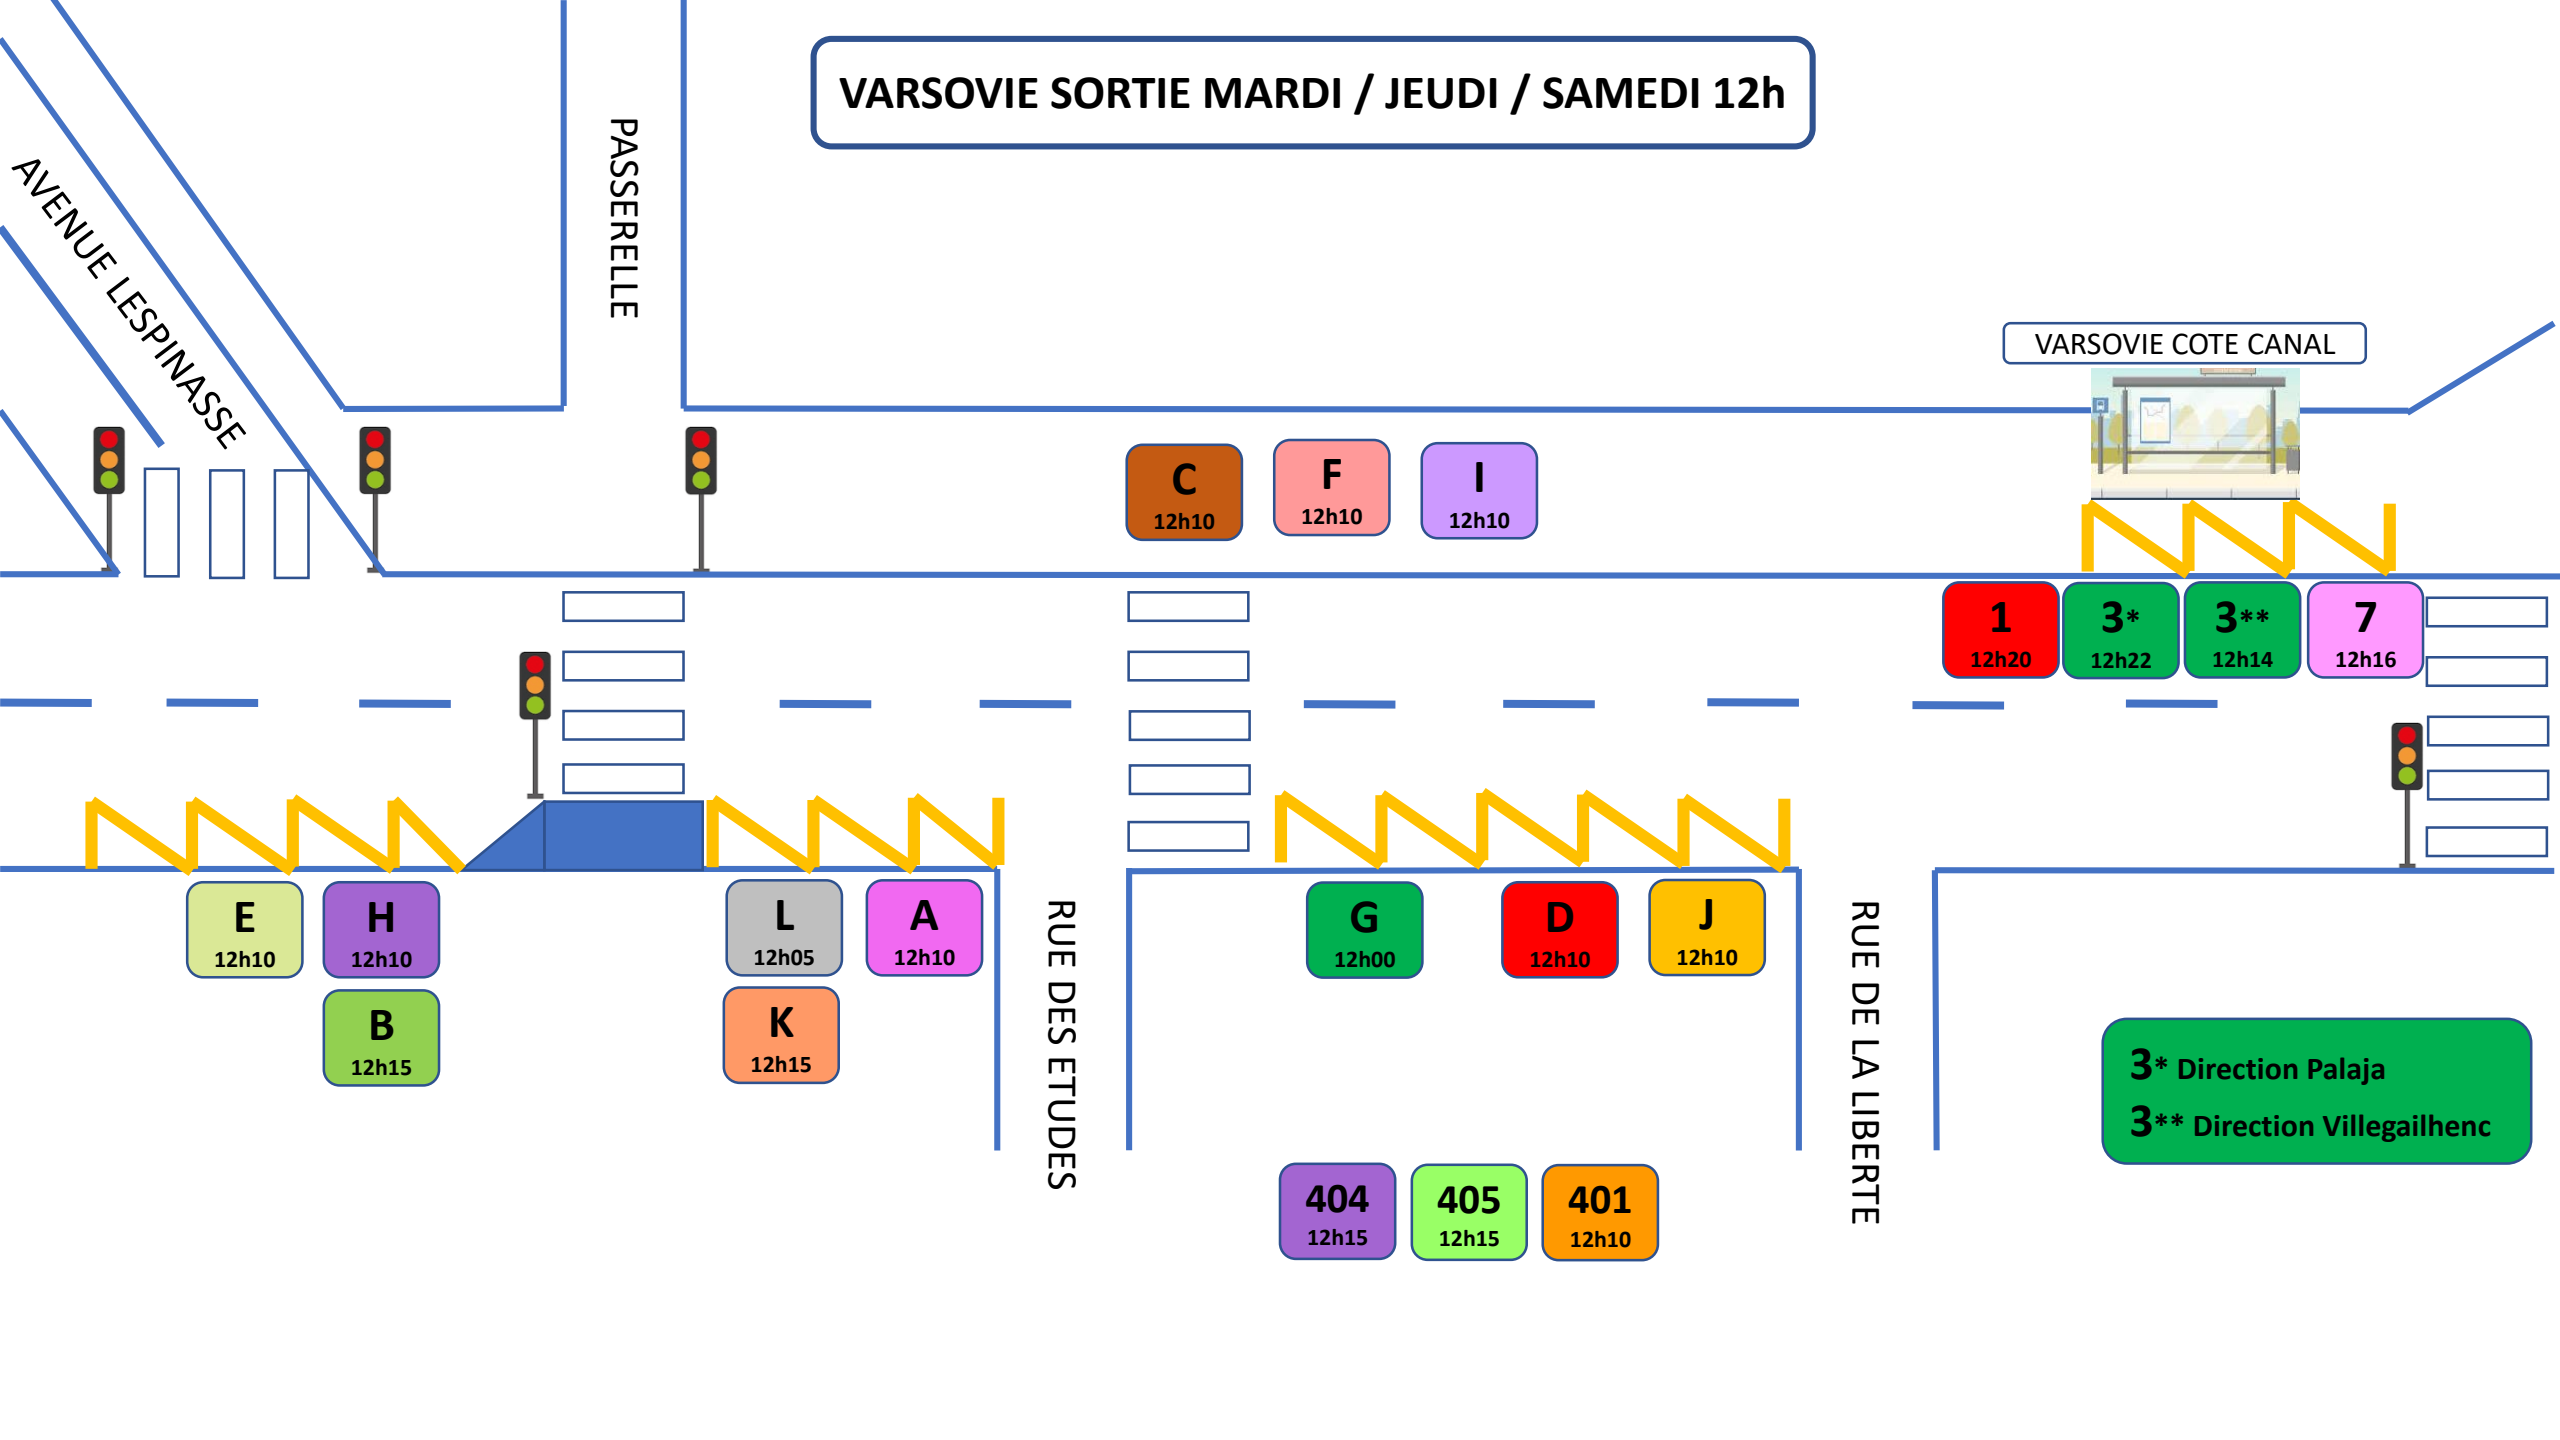 VARSOVIE SORTIE MARDI / JEUDI / SAMEDI 12h
PASSERELLE
AVENUE LESPINASSE
VARSOVIE COTE CANAL
C
12h10
F
12h10
I
12h10
1
12h20
3*
12h22
3**
12h14
7
12h16
E
12h10
H
12h10
B
12h15
L
12h05
A
12h10
K
12h15
RUE DES ETUDES
G
12h00
D
12h10
J
12h10
RUE DE LA LIBERTE
3* Direction Palaja
3** Direction Villegailhenc
404
12h15
405
12h15
401
12h10